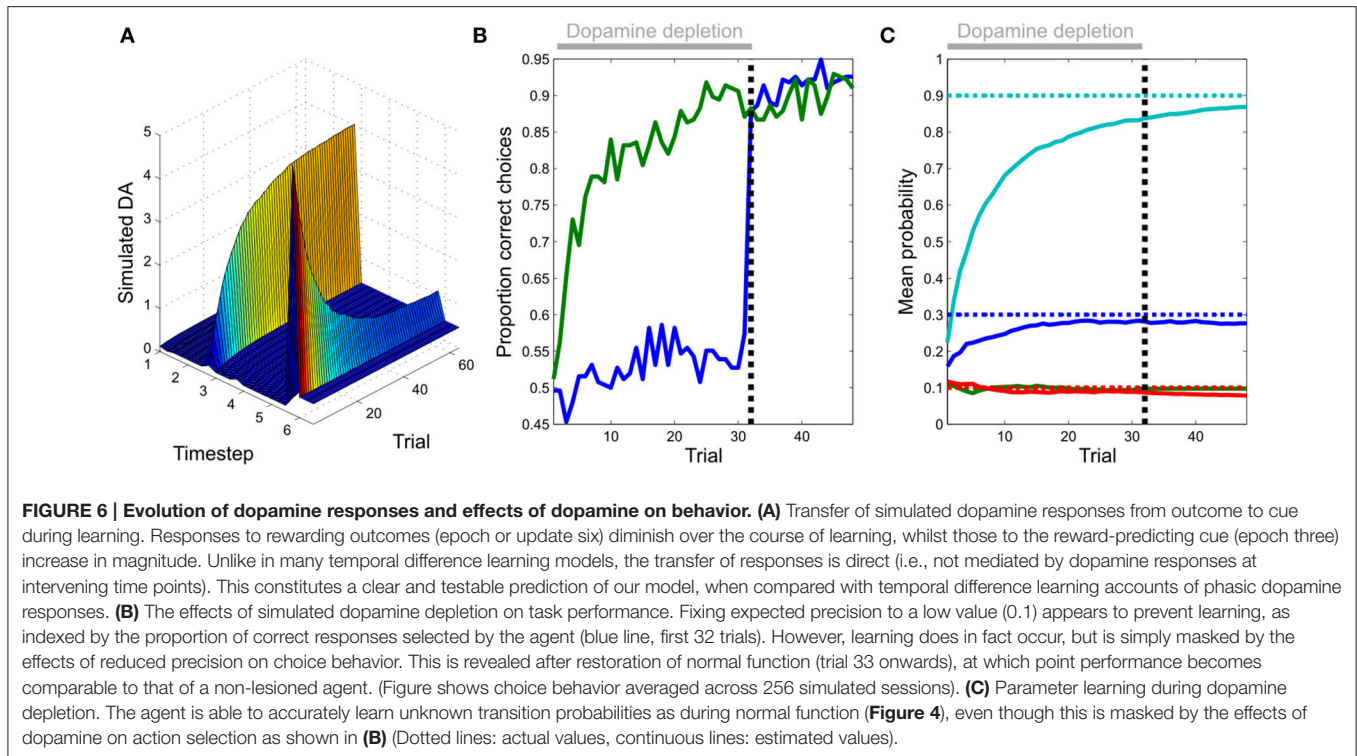 A
Simulated DA
5
4
3
2
1
0
1
2
3
4
5
6
Timestep
20
40
60
Trial
B
Dopamine depletion
Proportion correct choices
0.95
0.9
0.85
0.8
0.75
0.7
0.65
0.6
0.55
0.5
0.45
10
20
30
40
Trial
C
Dopamine depletion
Mean probability
1
0.9
0.8
0.7
0.6
0.5
0.4
0.3
0.2
0.1
0
10
20
30
40
Trial
FIGURE 6 | Evolution of dopamine responses and effects of dopamine on behavior. (A) Transfer of simulated dopamine responses from outcome to cue
during learning. Responses to rewarding outcomes (epoch or update six) diminish over the course of learning, whilst those to the reward-predicting cue (epoch three)
increase in magnitude. Unlike in many temporal difference learning models, the transfer of responses is direct (i.e., not mediated by dopamine responses at
intervening time points). This constitutes a clear and testable prediction of our model, when compared with temporal difference learning accounts of phasic dopamine
responses. (B) The effects of simulated dopamine depletion on task performance. Fixing expected precision to a low value (0.1) appears to prevent learning, as
indexed by the proportion of correct responses selected by the agent (blue line, first 32 trials). However, learning does in fact occur, but is simply masked by the
effects of reduced precision on choice behavior. This is revealed after restoration of normal function (trial 33 onwards), at which point performance becomes
comparable to that of a non-lesioned agent. (Figure shows choice behavior averaged across 256 simulated sessions). (C) Parameter learning during dopamine
depletion. The agent is able to accurately learn unknown transition probabilities as during normal function (Figure 4), even though this is masked by the effects of
dopamine on action selection as shown in (B) (Dotted lines: actual values, continuous lines: estimated values).